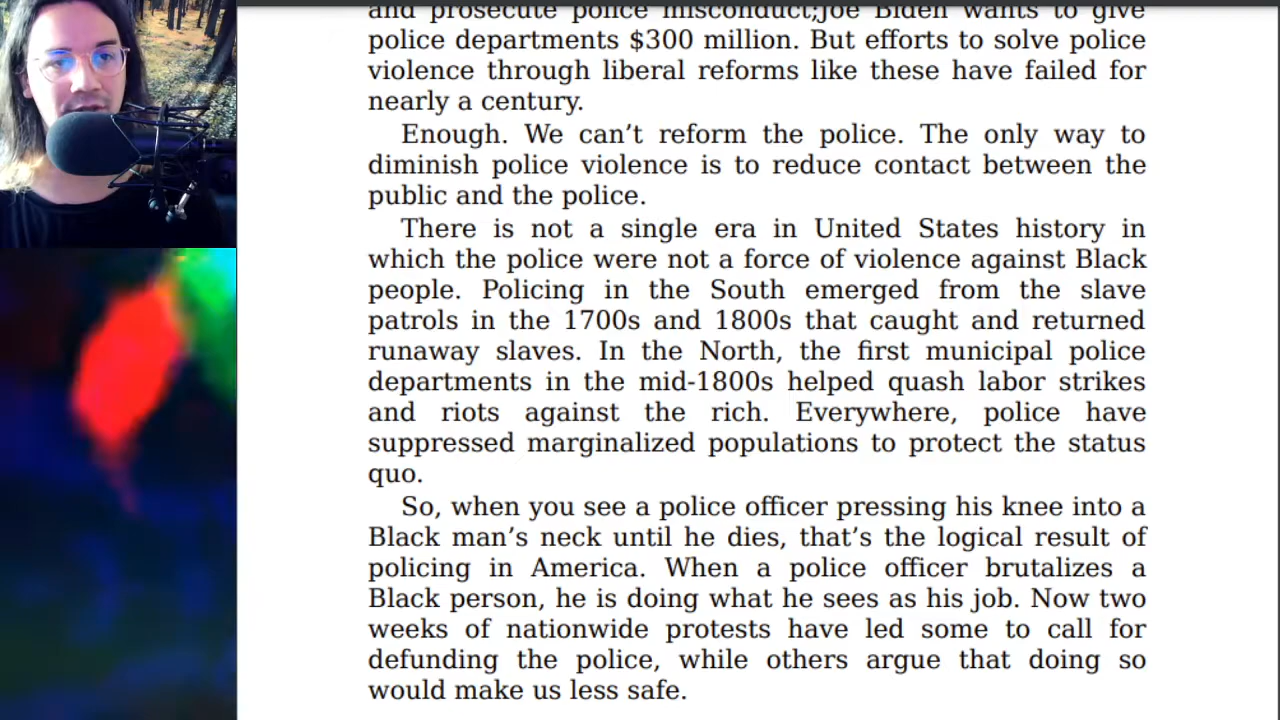 and prosecute police misconduct;Joe Biden wants to give
police departments $300 million. But efforts to solve police
violence through liberal reforms like these have failed for
nearly a century.
Enough. We can’t reform the police. The only way to
diminish police violence is to reduce contact between the
public and the police.
There is not a single era in United States history in
which the police were not a force of violence against Black
people. Policing in the South emerged from the slave
patrols in the 1700s and 1800s that caught and returned
runaway slaves. In the North, the first municipal police
departments in the mid-1800s helped quash labor strikes
and riots against the rich. Everywhere, police have
suppressed marginalized populations to protect the status
quo.
So, when you see a police officer pressing his knee into a
Black man’s neck until he dies, that’s the logical result of
policing in America. When a police officer brutalizes a
Black person, he is doing what he sees as his job. Now two
weeks of nationwide protests have led some to call for
defunding the police, while others argue that doing so
would make us less safe.